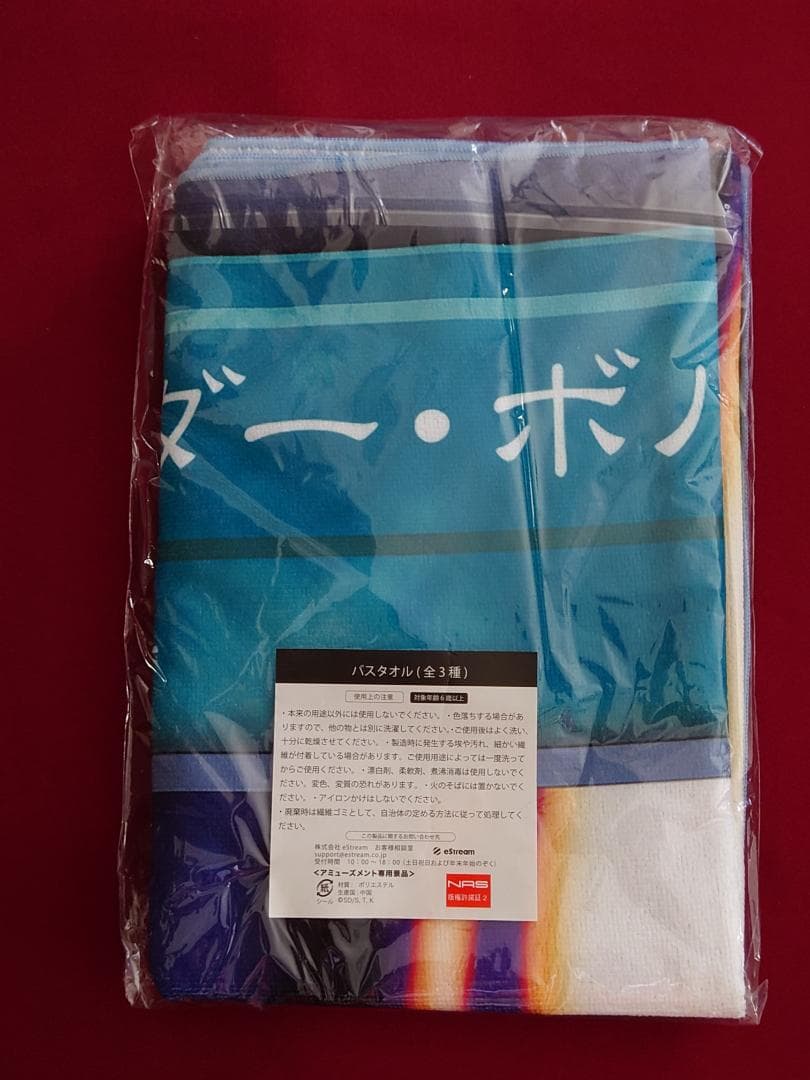 ダー・ボル
バスタオル(全3種)
使用上の注意 対象年齢6歳以上
・本来の用途以外には使用しないでください。・色落ちする場合があ
りますので、他の物とは別に洗濯してください。・ご使用後はよく洗い、
十分に乾燥させてください。・製造時に発生する埃や汚れ、細かい繊
維が付着している場合があります。ご使用用途によっては一度洗って
からご使用ください。・漂白剤、柔軟剤、煮沸消毒は使用しないでく
ださい。変色、変質の恐れがあります。・火のそばには置かないでくだ
さい。・アイロンかけはしないでください。
・廃棄時は繊維ゴミとして、自治体の定める方法に従って処理してく
ださい。
この製品に関するお問い合わせ先
株式会社 eStream お客様相談室 eStream
support@estream.co.jp
受付時間 10:00~18:00(土日祝日および年末年始のぞく)
<アミューズメント専用景品>
紙 シール
材質: ポリエステル
生産国: 中国
©SD/S, T, K
NAS
版権許諾証2